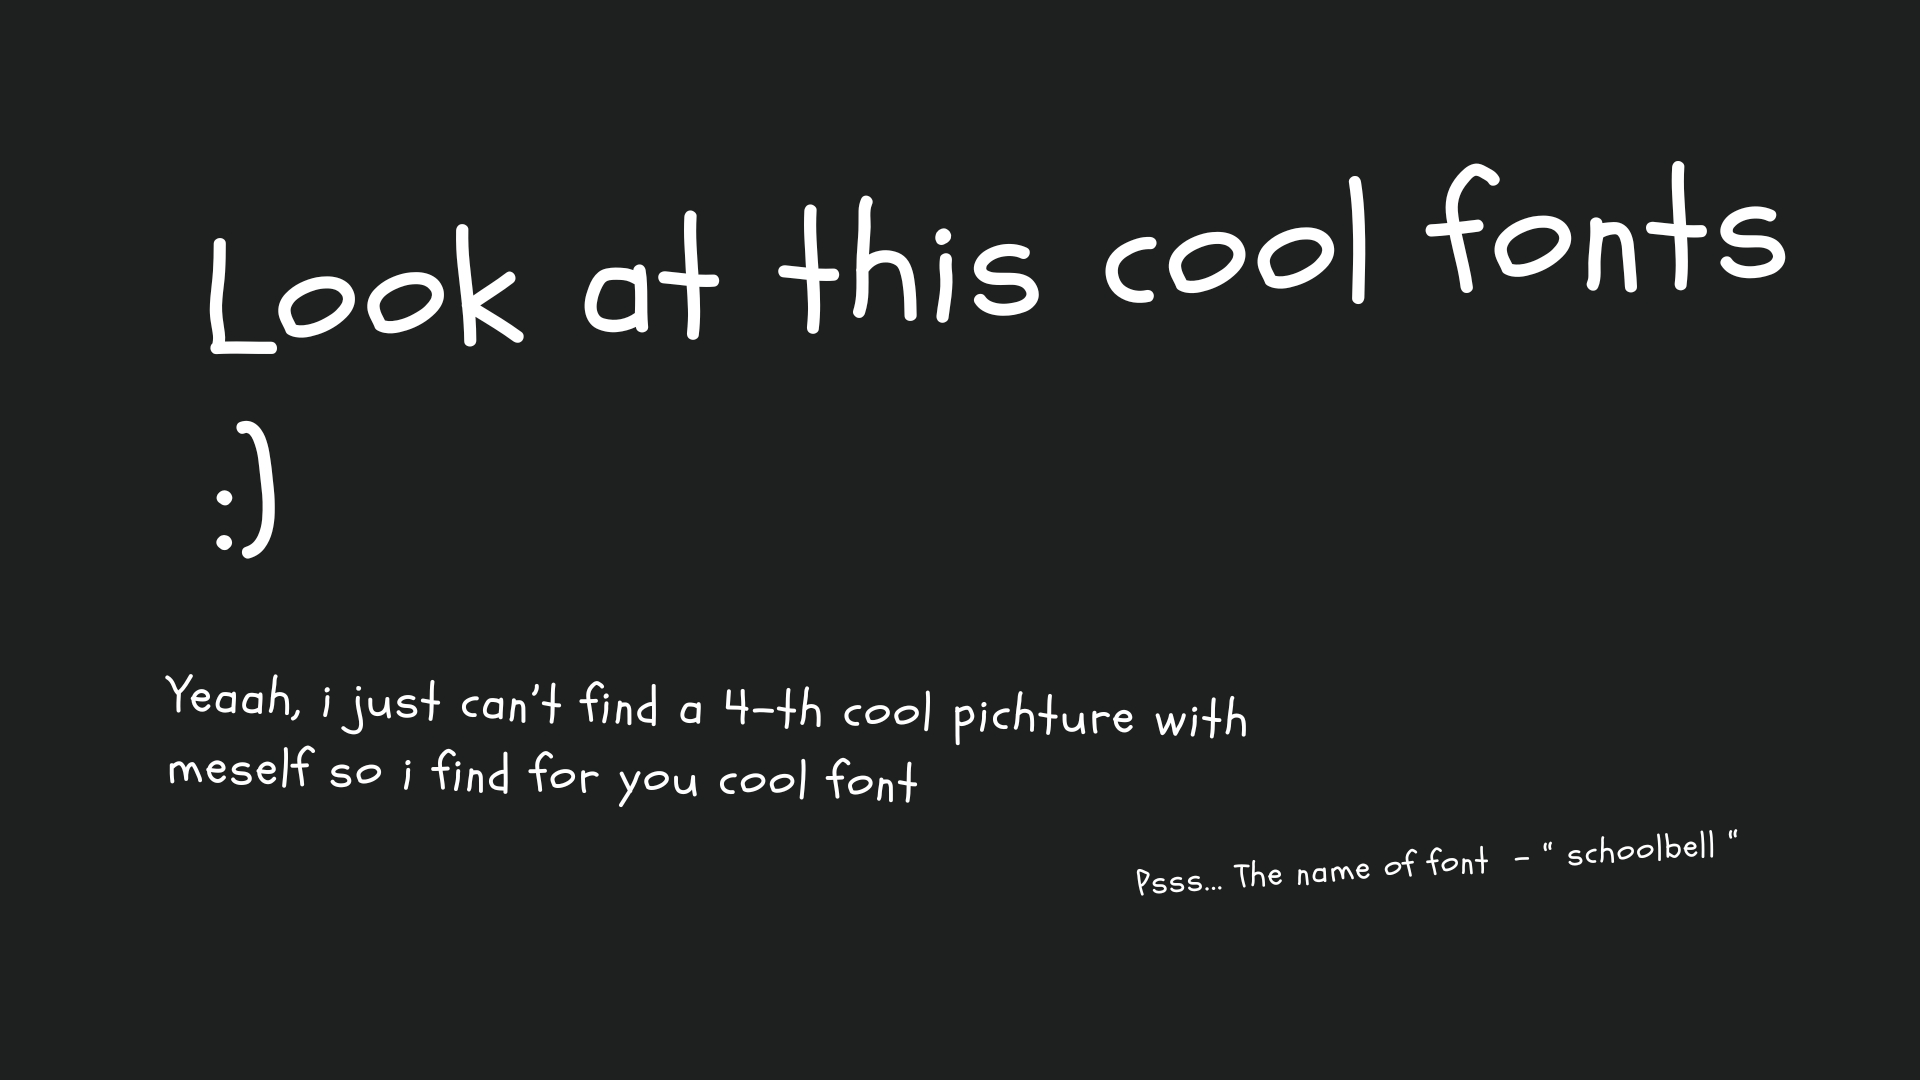 Look at this cool fonts
:)
Yeaah, i just can't find a 4-th cool pichture with
meself so i find for you cool font
Psss... The name of font - “ schoolbell “